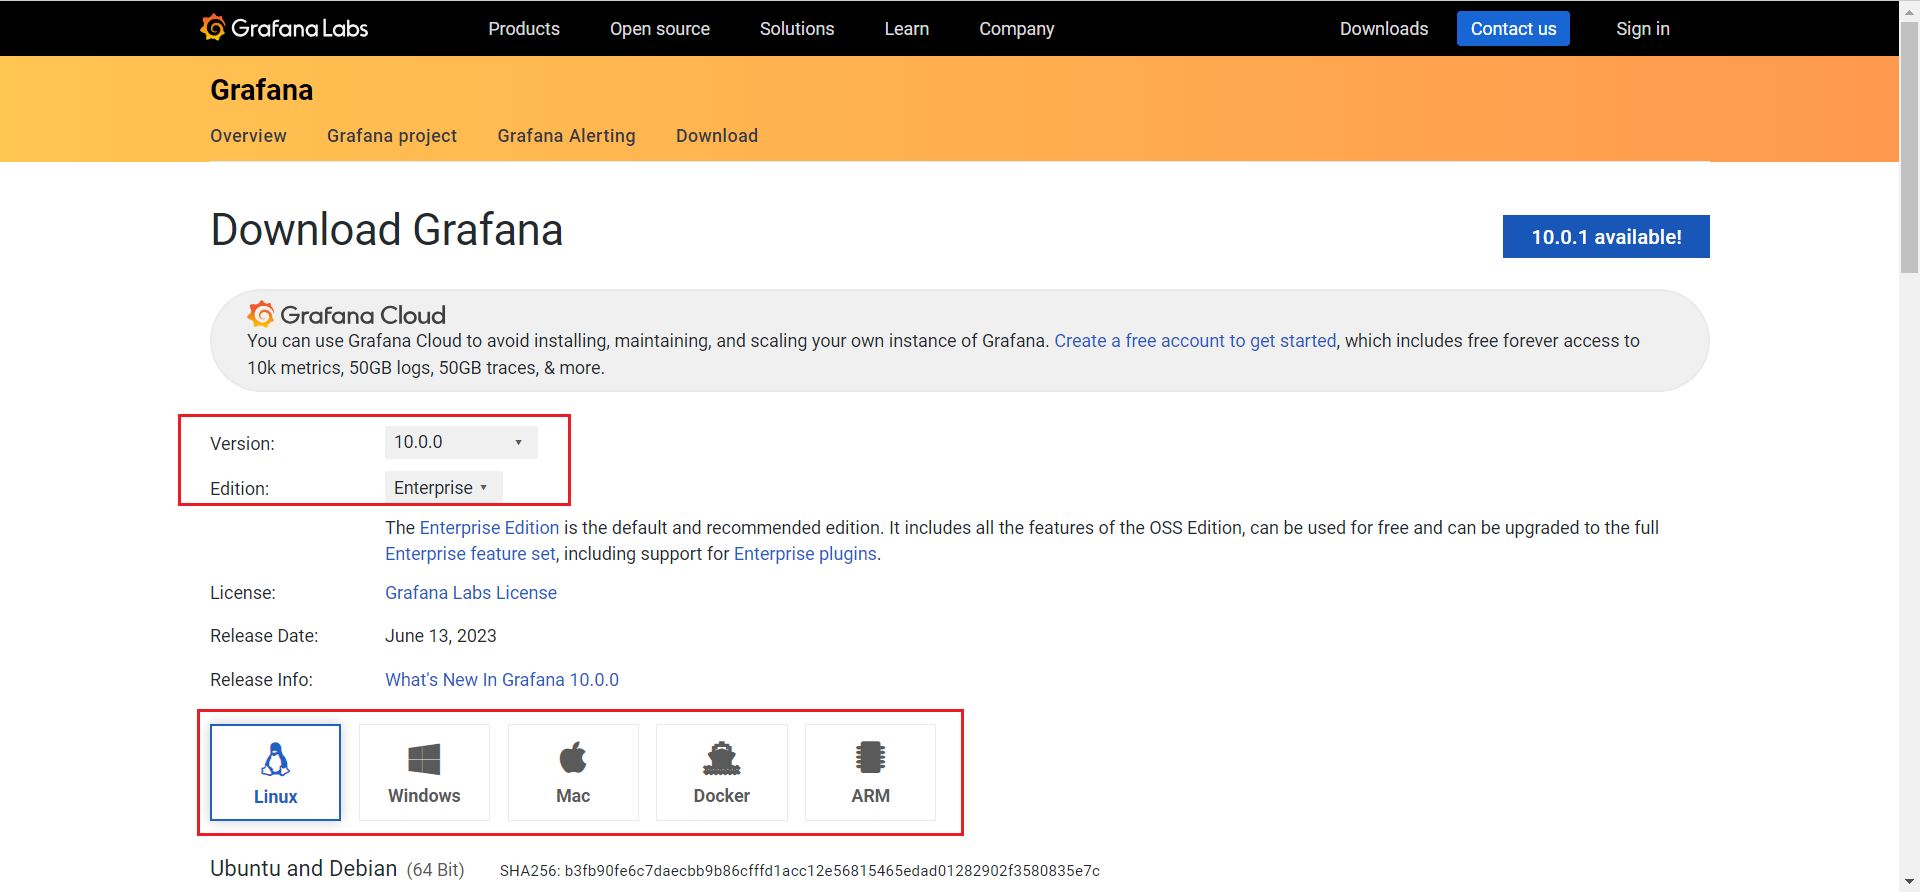 Grafana Labs
Products
Open source
Solutions
Learn
Company
Downloads
Contact us
Sign in
Grafana
Overview
Grafana project
Grafana Alerting
Download
Download Grafana
10.0.1 available!
Grafana Cloud
You can use Grafana Cloud to avoid installing, maintaining, and scaling your own instance of Grafana. Create a free account to get started, which includes free forever access to
10k metrics, 50GB logs, 50GB traces, & more.
Version: 10.0.0
Edition: Enterprise
The Enterprise Edition is the default and recommended edition. It includes all the features of the OSS Edition, can be used for free and can be upgraded to the full
Enterprise feature set, including support for Enterprise plugins.
License: Grafana Labs License
Release Date: June 13, 2023
Release Info: What's New In Grafana 10.0.0
Linux
Windows
Mac
Docker
ARM
Ubuntu and Debian (64 Bit) SHA256: b3fb90fe6c7daecbb9b86cfffd1acc12e56815465edad01282902f3580835e7c